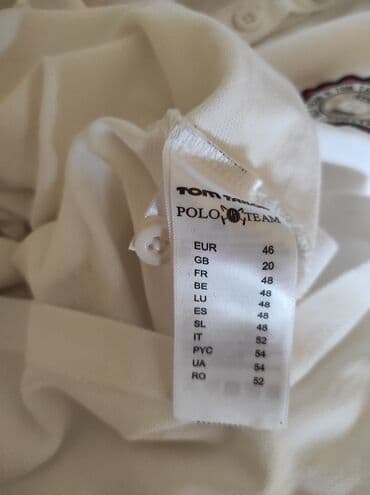 TOM TAILOR
POLO TEAM
EUR 46
GB 20
FR 48
BE 48
LU 48
ES 48
SL 48
IT 52
PYC 54
UA 54
RO 52